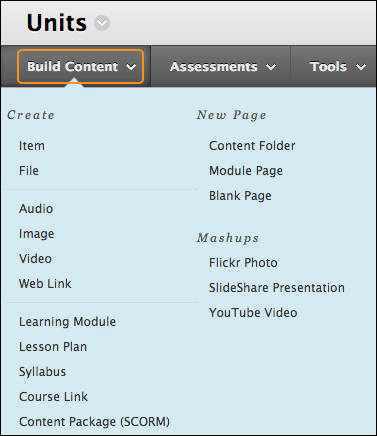 Units
Build Content
Assessments
Tools
Create
Item
File
Audio
Image
Video
Web Link
Learning Module
Lesson Plan
Syllabus
Course Link
Content Package (SCORM)
New Page
Content Folder
Module Page
Blank Page
Mashups
Flickr Photo
SlideShare Presentation
YouTube Video